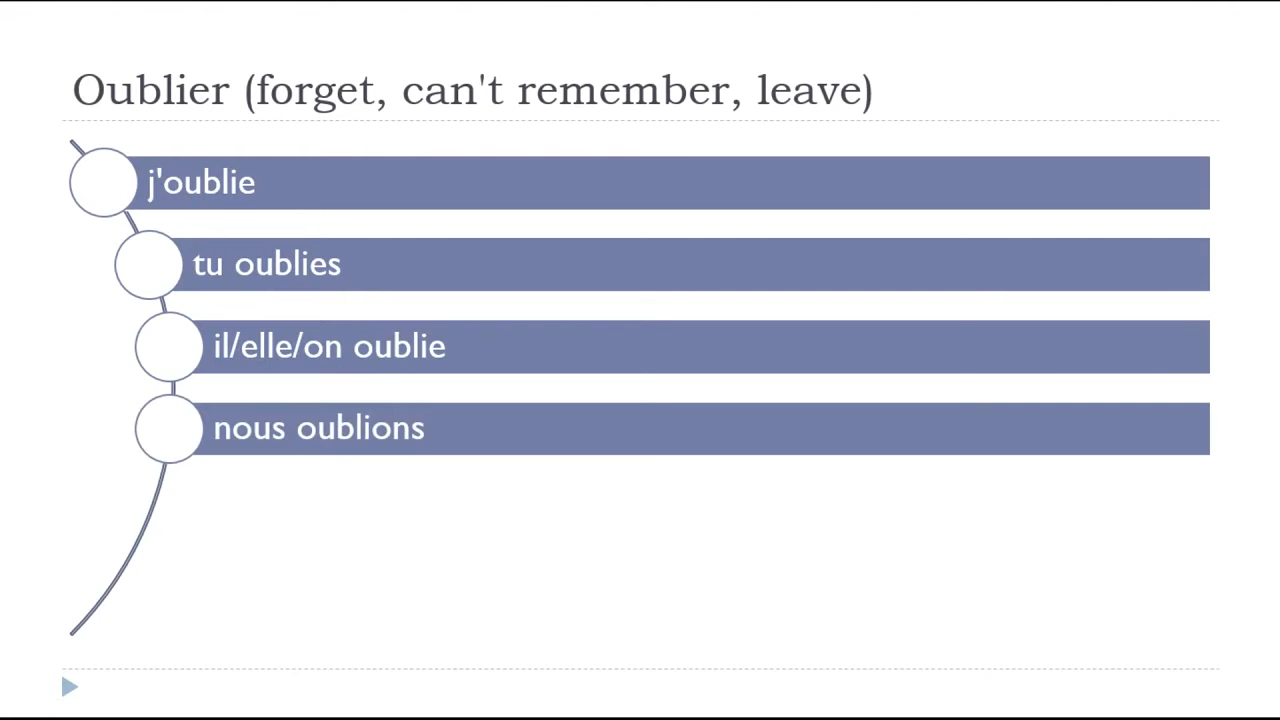 Oublier (forget, can't remember, leave)
j'oublie
tu oublies
il/elle/on oublie
nous oublions